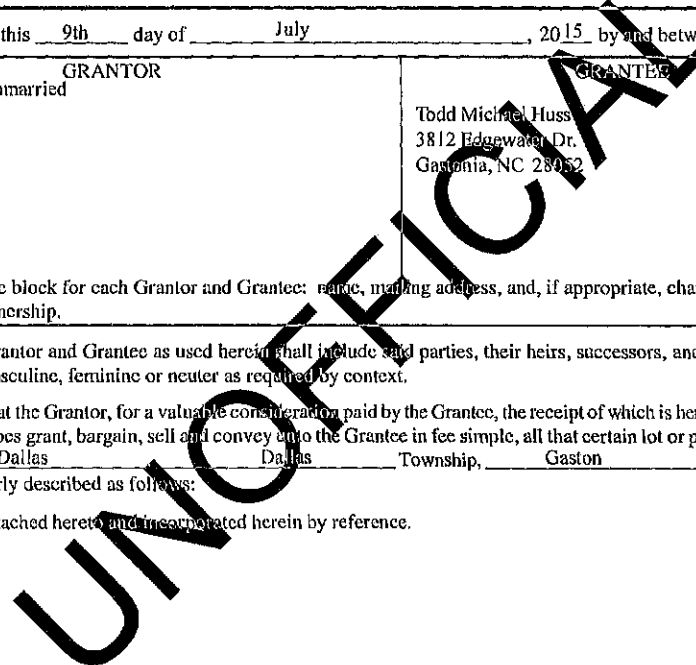 this 9th day of July , 2015 by and betw
GRANTOR
married
GRANTEE
Todd Michael Huss
3812 Edgewater Dr.
Gastonia, NC 28052
c block for each Grantor and Grantee: name, mailing address, and, if appropriate, cha
nership.
rantor and Grantee as used herein shall include said parties, their heirs, successors, and
sculine, feminine or neuter as required by context.
at the Grantor, for a valuable consideration paid by the Grantee, the receipt of which is her
oes grant, bargain, sell and convey unto the Grantee in fee simple, all that certain lot or p
Dallas Dallas Township, Gaston
rly described as follows:
tached hereto and incorporated herein by reference.
UNOFFICIAL